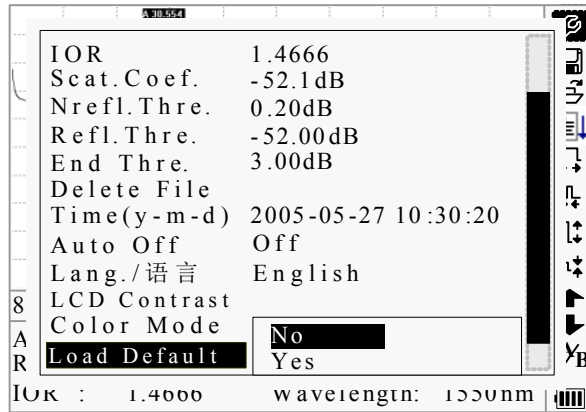 A 30.554
IOR 1.4666
Scat.Coef. -52.1dB
Nrefl.Thre. 0.20dB
Refl.Thre. -52.00dB
End Thre. 3.00dB
Delete File
Time(y-m-d) 2005-05-27 10:30:20
Auto Off Off
Lang./语言 English
LCD Contrast
Color Mode
Load Default
No
Yes
8
A
R
IOR : 1.4666 Wavelength: 1550nm